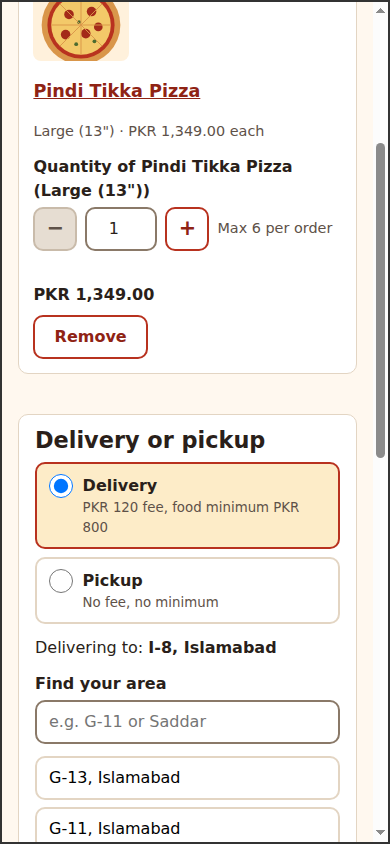 Pindi Tikka Pizza
Large (13") · PKR 1,349.00 each
Quantity of Pindi Tikka Pizza
(Large (13"))
− 1 + Max 6 per order
PKR 1,349.00
Remove
Delivery or pickup
Delivery
PKR 120 fee, food minimum PKR
800
Pickup
No fee, no minimum
Delivering to: I-8, Islamabad
Find your area
e.g. G-11 or Saddar
G-13, Islamabad
G-11, Islamabad